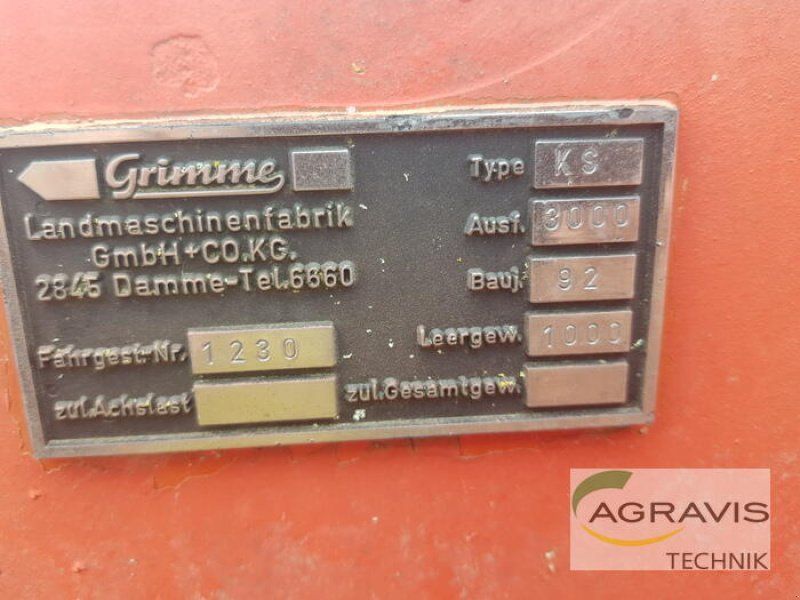 Grimme
Landmaschinenfabrik
GmbH+CO.KG.
2845 Damme-Tel.6660
Fahrgest-Nr. 1230
zul.Achslast
Type KS
Ausf. 3000
Bauj. 92
Leergew. 1000
zul.Gesamtgew.
AGRAVIS
TECHNIK